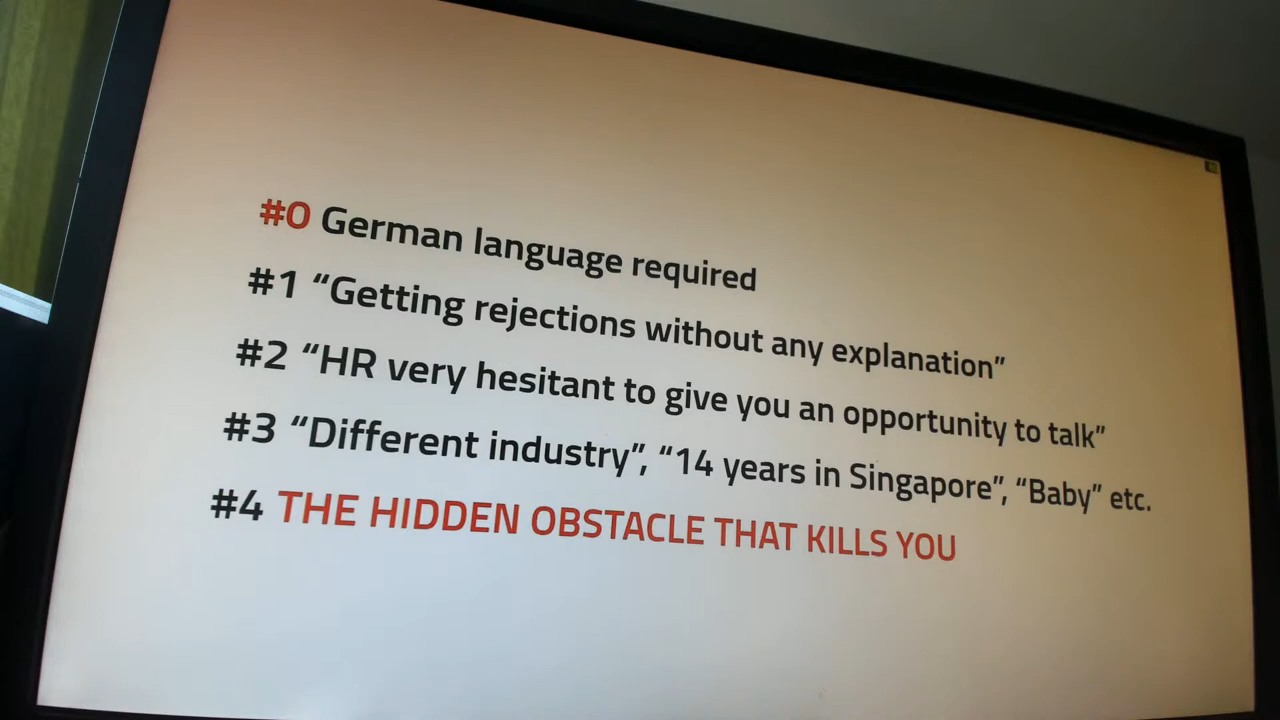 #0 German language required
#1 “Getting rejections without any explanation”
#2 “HR very hesitant to give you an opportunity to talk”
#3 “Different industry”, “14 years in Singapore”, “Baby” etc.
#4 THE HIDDEN OBSTACLE THAT KILLS YOU